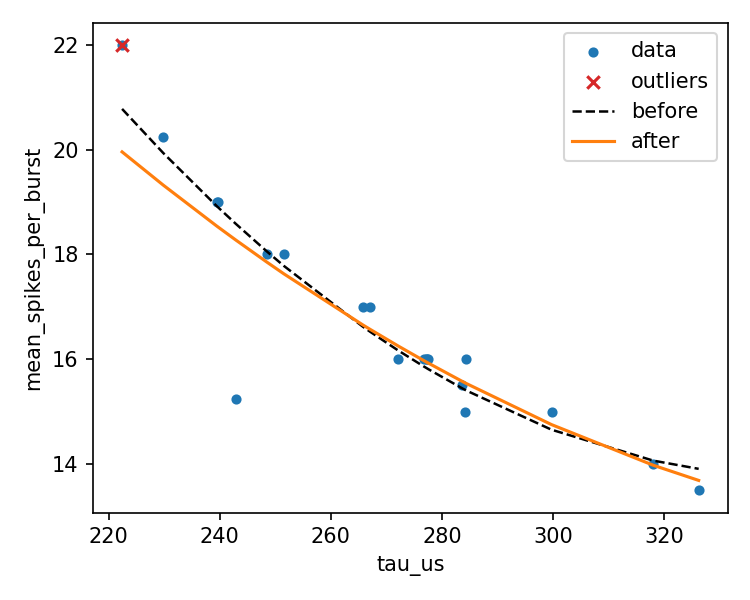 22
20
18
16
14
mean_spikes_per_burst
220
240
260
280
300
320
tau_us
data
outliers
before
after